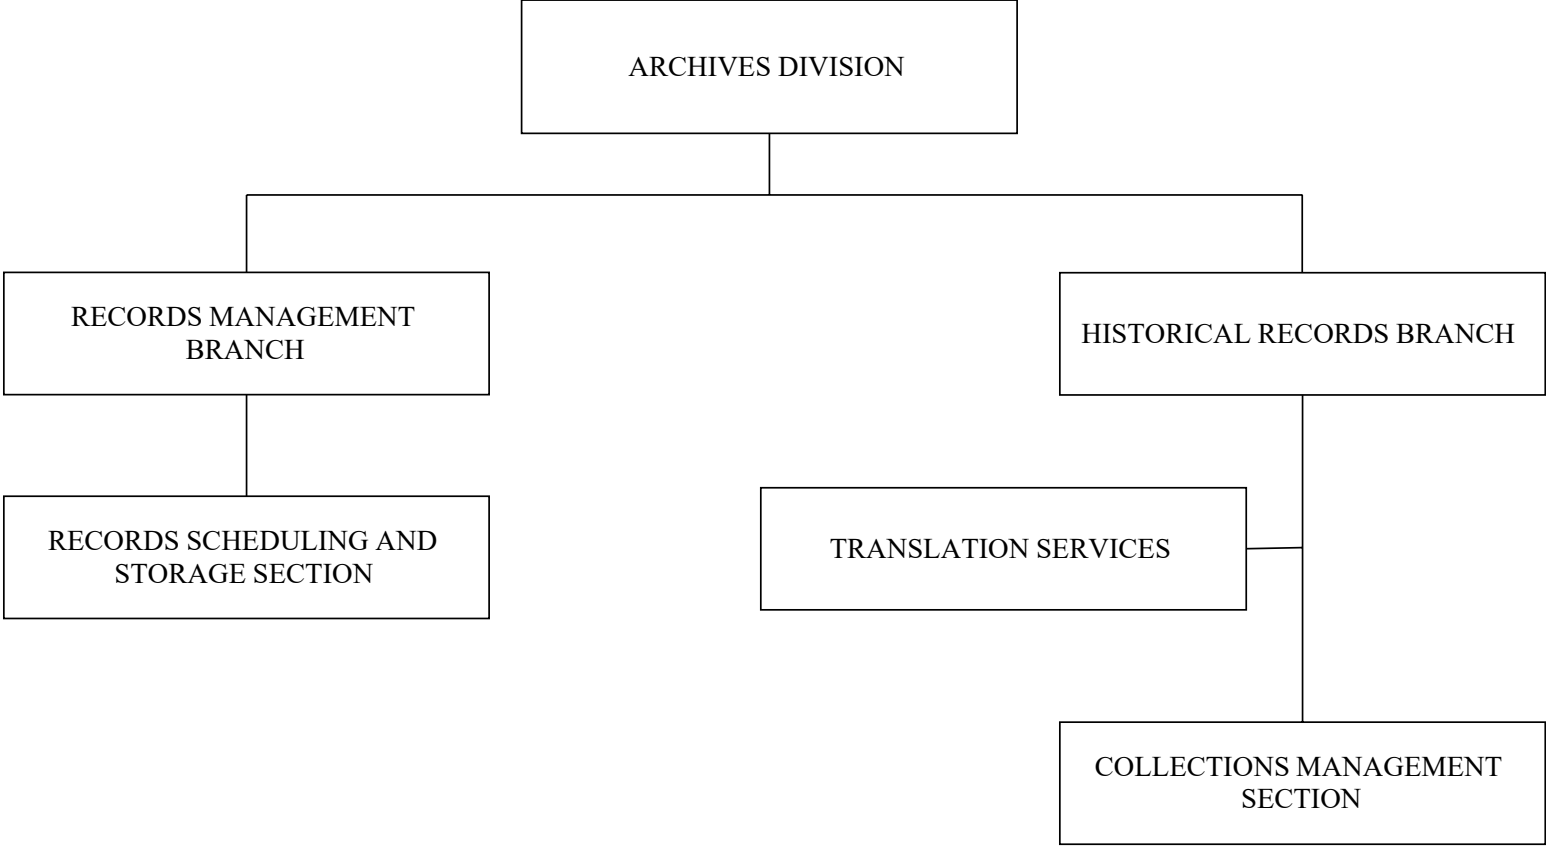 ARCHIVES DIVISION
RECORDS MANAGEMENT
BRANCH
HISTORICAL RECORDS BRANCH
RECORDS SCHEDULING AND
STORAGE SECTION
TRANSLATION SERVICES
COLLECTIONS MANAGEMENT
SECTION